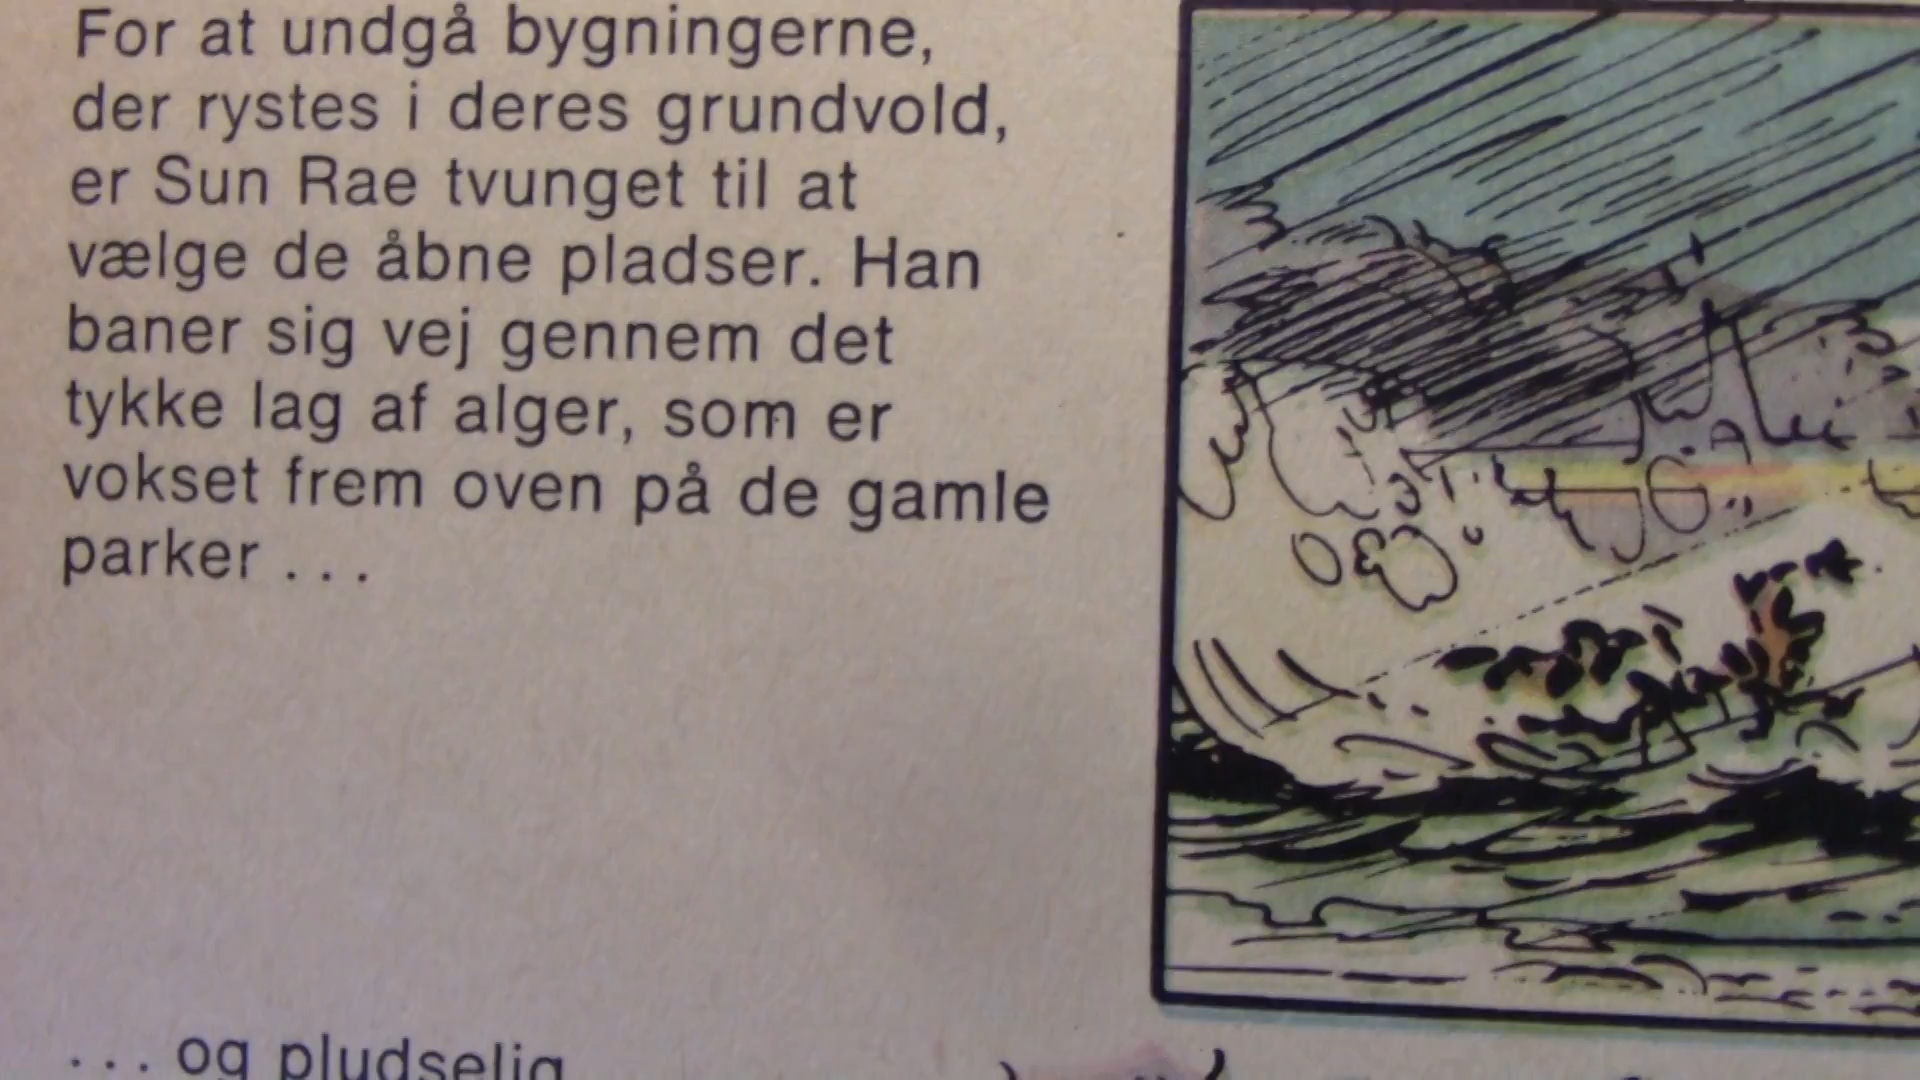 For at undgå bygningerne,
der rystes i deres grundvold,
er Sun Rae tvunget til at
vælge de åbne pladser. Han
baner sig vej gennem det
tykke lag af alger, som er
vokset frem oven på de gamle
parker . . .
. . . og pludselig